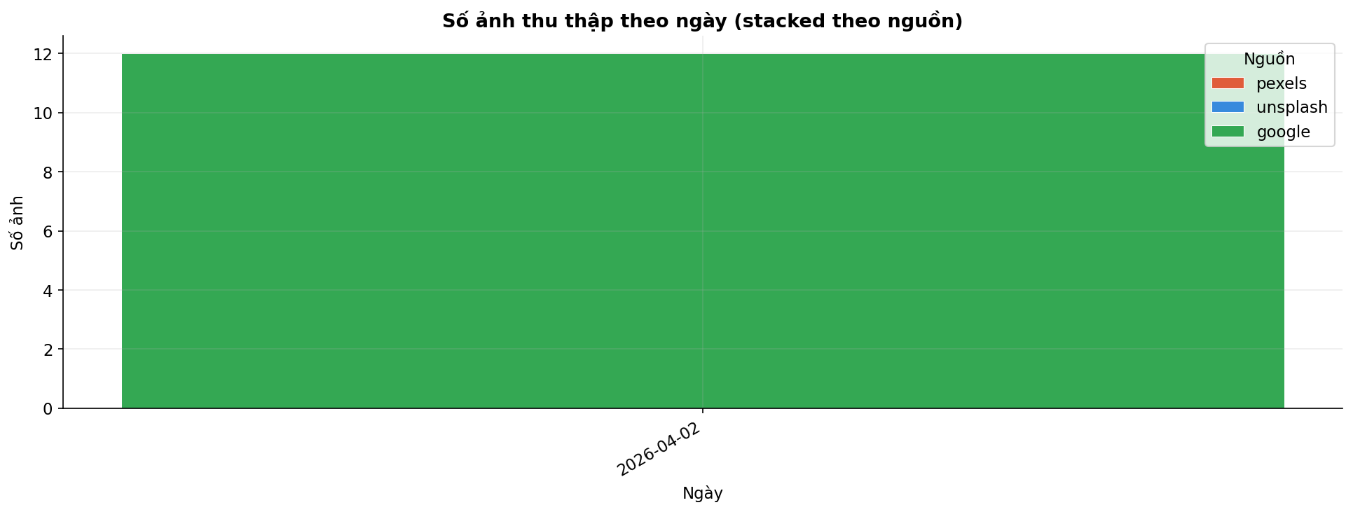 Số ảnh thu thập theo ngày (stacked theo nguồn)
12
10
8
6
4
2
0
Số ảnh
Nguồn
pexels
unsplash
google
2026-04-02
Ngày